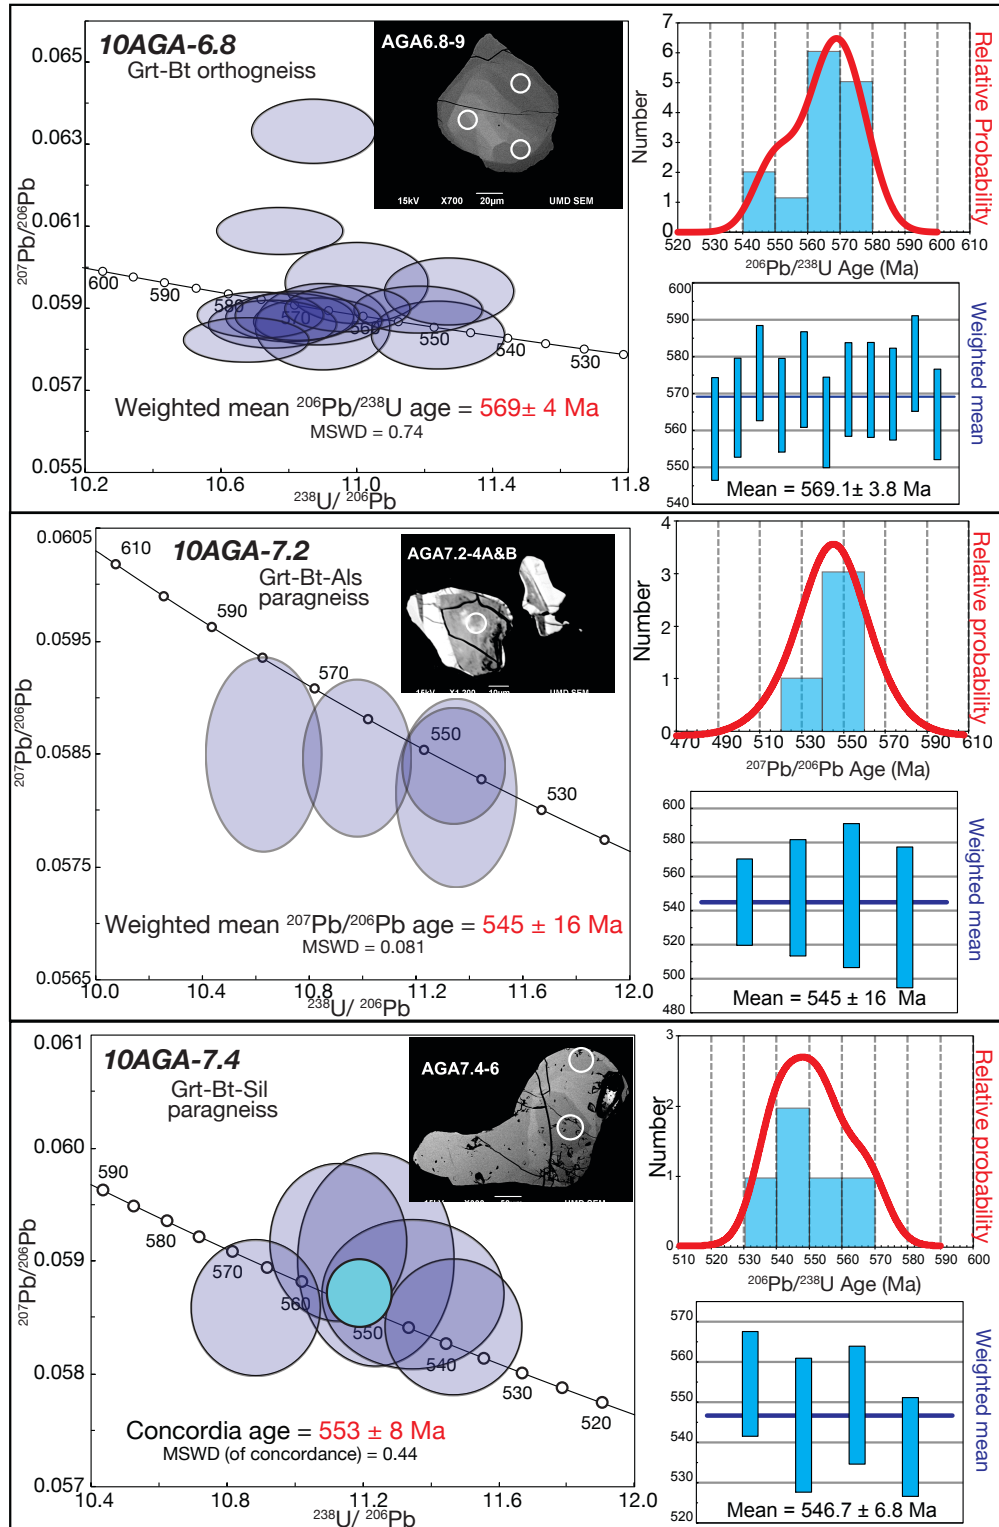 10AGA-6.8
Grt-Bt orthogneiss
AGA6.8-9
15kV X700 20µm UMD SEM
0.065
0.063
0.061
0.059
0.057
0.055
207Pb/206Pb
600
590
580
570
560
550
540
530
Weighted mean 206Pb/238U age = 569± 4 Ma
MSWD = 0.74
10.2 10.6 11.0 11.4 11.8
238U/ 206Pb
7
6
5
4
3
2
1
0
Number
Relative Probability
520 530 540 550 560 570 580 590 600 610
206Pb/238U Age (Ma)
590
580
570
560
550
540
Weighted mean
Mean = 569.1± 3.8 Ma
10AGA-7.2
Grt-Bt-Als
paragneiss
AGA7.2-4A&B
15kV X1,200 10µm UMD SEM
0.0605
0.0595
0.0585
0.0575
0.0565
207Pb/206Pb
610
590
570
550
530
Weighted mean 207Pb/206Pb age = 545 ± 16 Ma
MSWD = 0.081
10.0 10.4 10.8 11.2 11.6 12.0
238U/ 206Pb
4
3
2
1
0
Number
Relative probability
470 490 510 530 550 570 590 610
207Pb/206Pb Age (Ma)
600
580
560
540
520
500
480
Weighted mean
Mean = 545 ± 16 Ma
10AGA-7.4
Grt-Bt-Sil
paragneiss
AGA7.4-6
0.061
0.060
0.059
0.058
0.057
207Pb/206Pb
590
580
570
560
550
540
530
520
Concordia age = 553 ± 8 Ma
MSWD (of concordance) = 0.44
10.4 10.8 11.2 11.6 12.0
238U/ 206Pb
3
2
1
0
Number
Relative probability
510 520 530 540 550 560 570 580 590 600
206Pb/238U Age (Ma)
570
560
550
540
530
520
Weighted mean
Mean = 546.7 ± 6.8 Ma